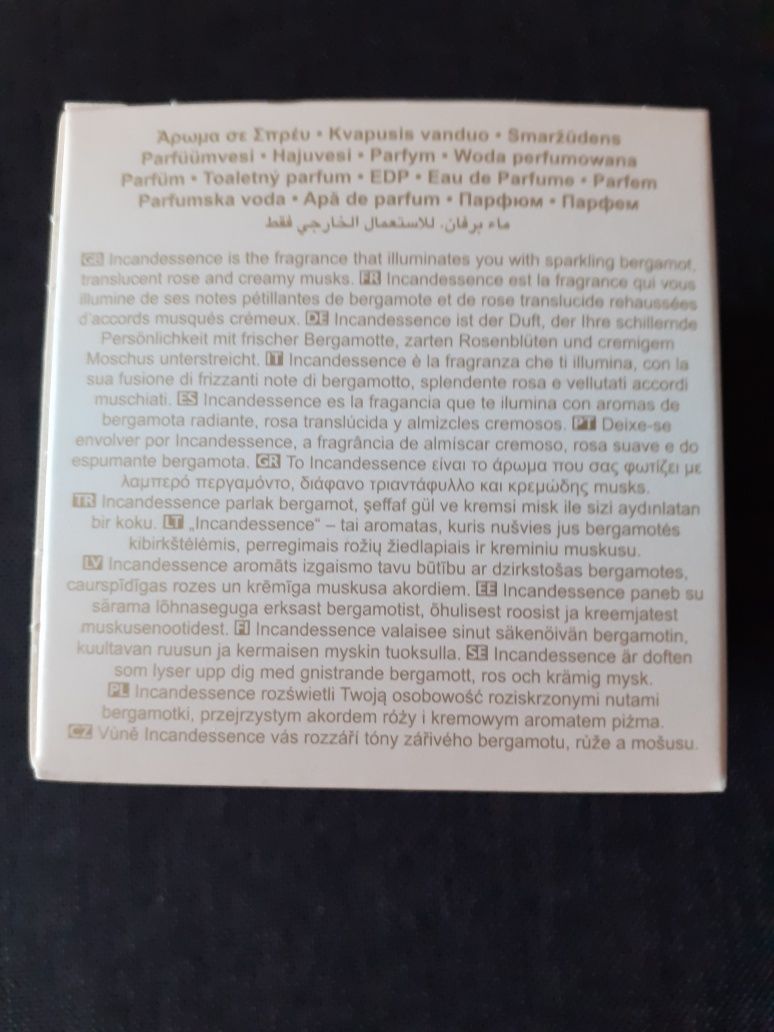 Άρωμα σε Σπρέυ • Kvapusis vanduo • Smaržūdens
Parfüümvesi • Hajuvesi • Parfym • Woda perfumowana
Parfüm • Toaletný parfum • EDP • Eau de Parfume • Parfem
Parfumska voda • Apă de parfum • Парфюм • Парфем
ماء برفان. للاستعمال الخارجي فقط
GB Incandessence is the fragrance that illuminates you with sparkling bergamot,
translucent rose and creamy musks. FR Incandessence est la fragrance qui vous
illumine de ses notes pétillantes de bergamote et de rose translucide rehaussées
d'accords musqués crémeux. DE Incandessence ist der Duft, der Ihre schillernde
Persönlichkeit mit frischer Bergamotte, zarten Rosenblüten und cremigem
Moschus unterstreicht. IT Incandessence è la fragranza che ti illumina, con la
sua fusione di frizzanti note di bergamotto, splendente rosa e vellutati accordi
muschiati. ES Incandessence es la fragancia que te ilumina con aromas de
bergamota radiante, rosa translúcida y almizcles cremosos. PT Deixe-se
envolver por Incandessence, a fragrância de almíscar cremoso, rosa suave e do
espumante bergamota. GR Το Incandessence είναι το άρωμα που σας φωτίζει με
λαμπερό περγαμόντο, διάφανο τριαντάφυλλο και κρεμώδης musks.
TR Incandessence parlak bergamot, şeffaf gül ve kremsi misk ile sizi aydınlatan
bir koku. LT „Incandessence“ – tai aromatas, kuris nušvies jus bergamotės
kibirkštėlėmis, perregimais rožių žiedlapiais ir kreminiu muskusu.
LV Incandessence aromāts izgaismo tavu būtību ar dzirkstošas bergamotes,
caurspīdīgas rozes un krēmīga muskusa akordiem. EE Incandessence paneb su
särama lõhnaseguga erksast bergamotist, õhulisest roosist ja kreemjatest
muskusenootidest. FI Incandessence valaisee sinut säkenöivän bergamotin,
kuultavan ruusun ja kermaisen myskin tuoksulla. SE Incandessence är doften
som lyser upp dig med gnistrande bergamott, ros och krämig mysk.
PL Incandessence rozświetli Twoją osobowość roziskrzonymi nutami
bergamotki, przejrzystym akordem róży i kremowym aromatem piżma.
CZ Vůně Incandessence vás rozzáří tóny zářivého bergamotu, růže a mošusu.